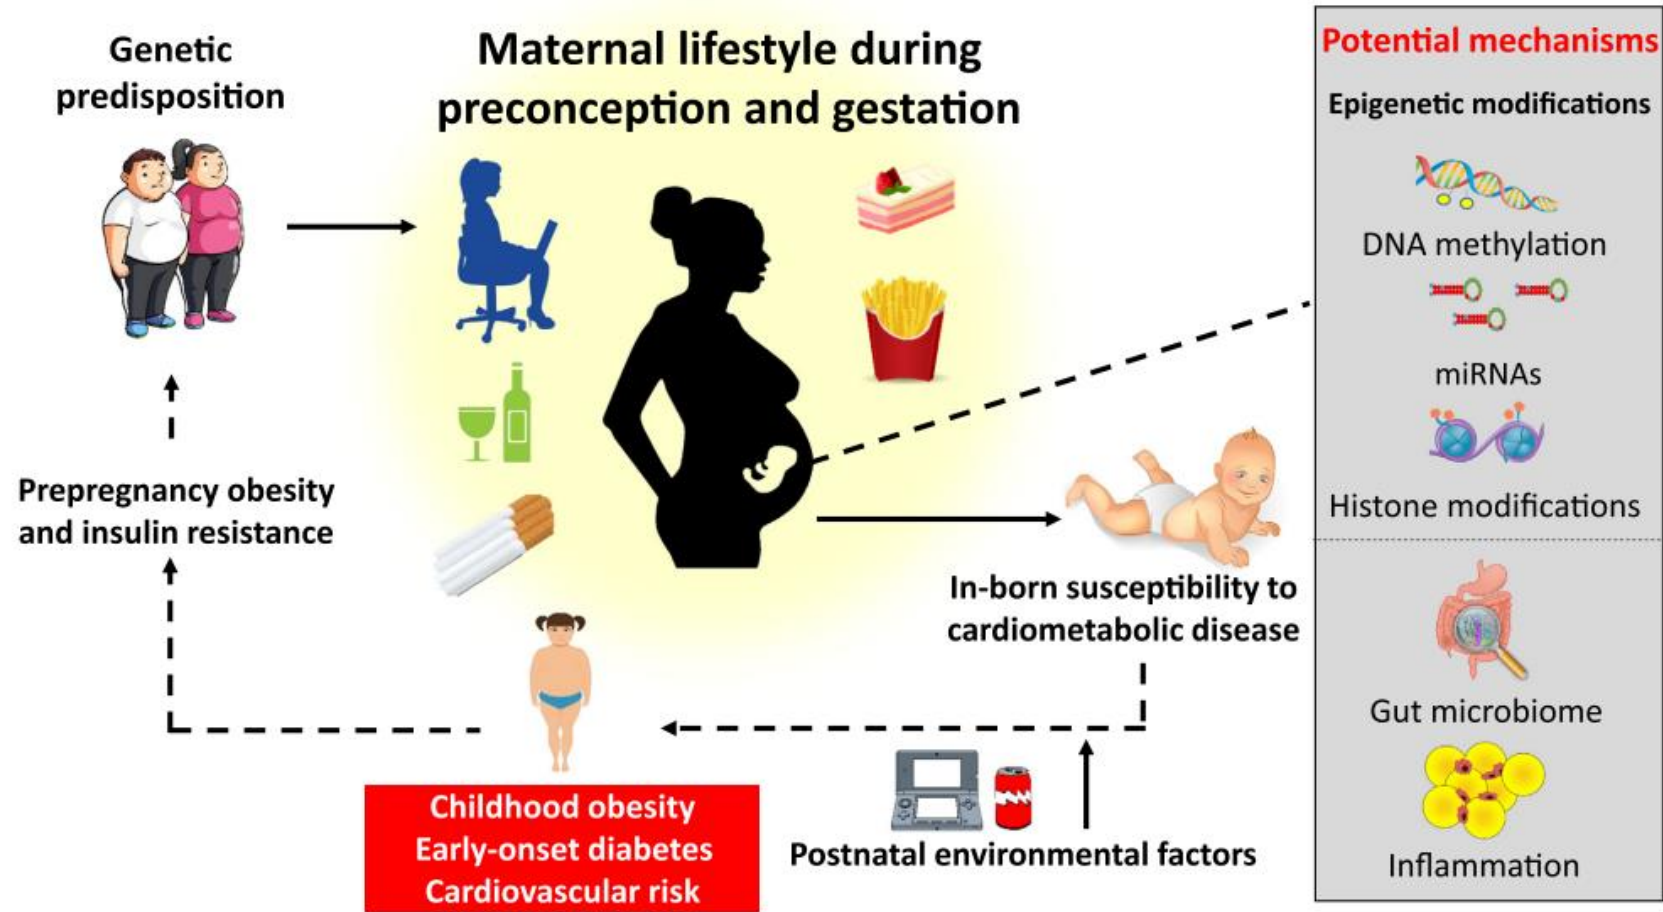 Genetic
predisposition
Maternal lifestyle during
preconception and gestation
Prepregnancy obesity
and insulin resistance
In-born susceptibility to
cardiometabolic disease
Childhood obesity
Early-onset diabetes
Cardiovascular risk
Postnatal environmental factors
Potential mechanisms
Epigenetic modifications
DNA methylation
miRNAs
Histone modifications
Gut microbiome
Inflammation